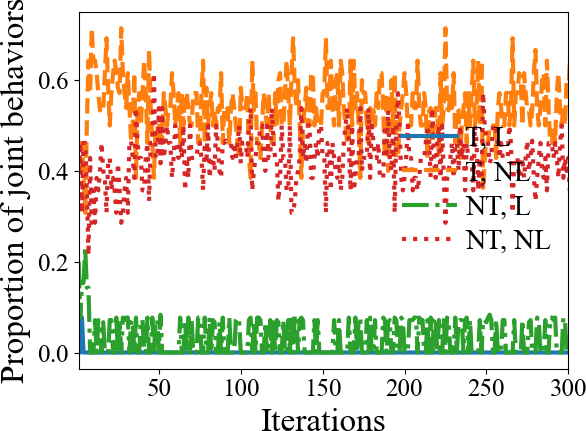 Proportion of joint behaviors
0.6
0.4
0.2
0.0
T, L
T, NL
NT, L
NT, NL
50
100
150
200
250
300
Iterations